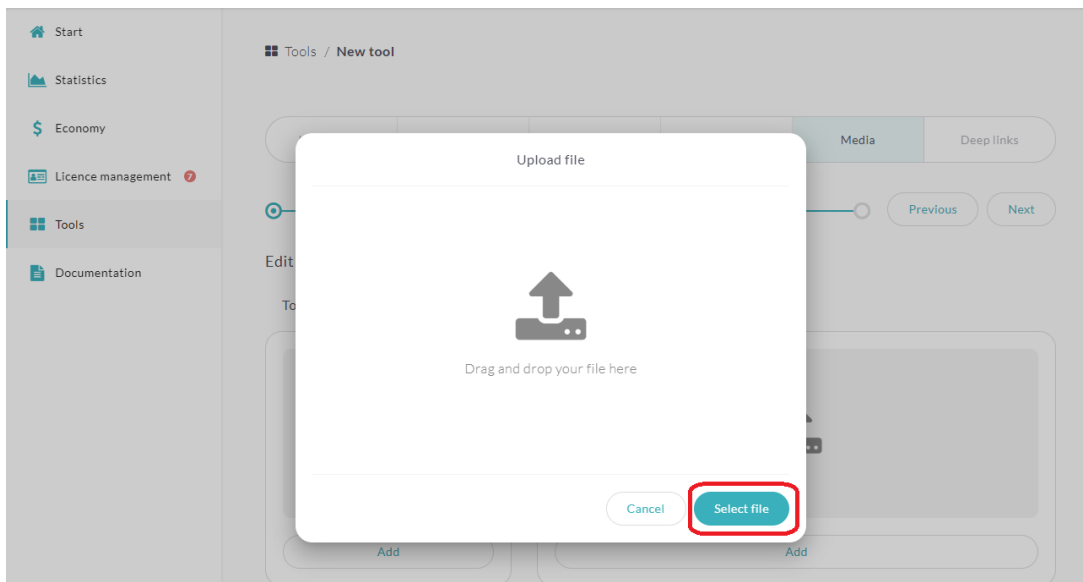 Start
Statistics
Economy
Licence management 7
Tools
Documentation
Tools / New tool
Media
Deep links
Previous
Next
Edit
To
Upload file
Drag and drop your file here
Cancel
Select file
Add
Add